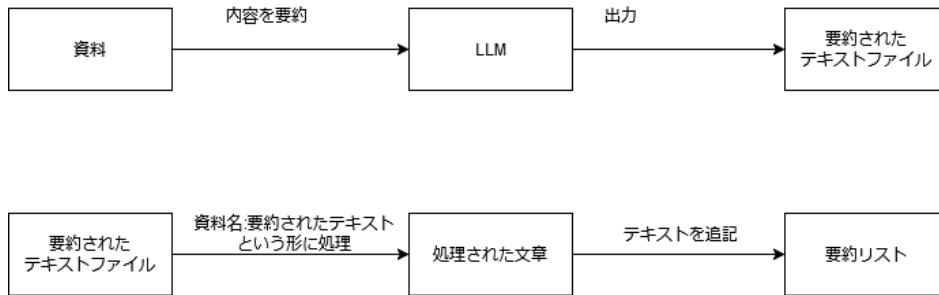 内容を要約
出力
資料
LLM
要約された
テキストファイル
資料名:要約されたテキスト
という形に処理
テキストを追記
要約された
テキストファイル
処理された文章
要約リスト